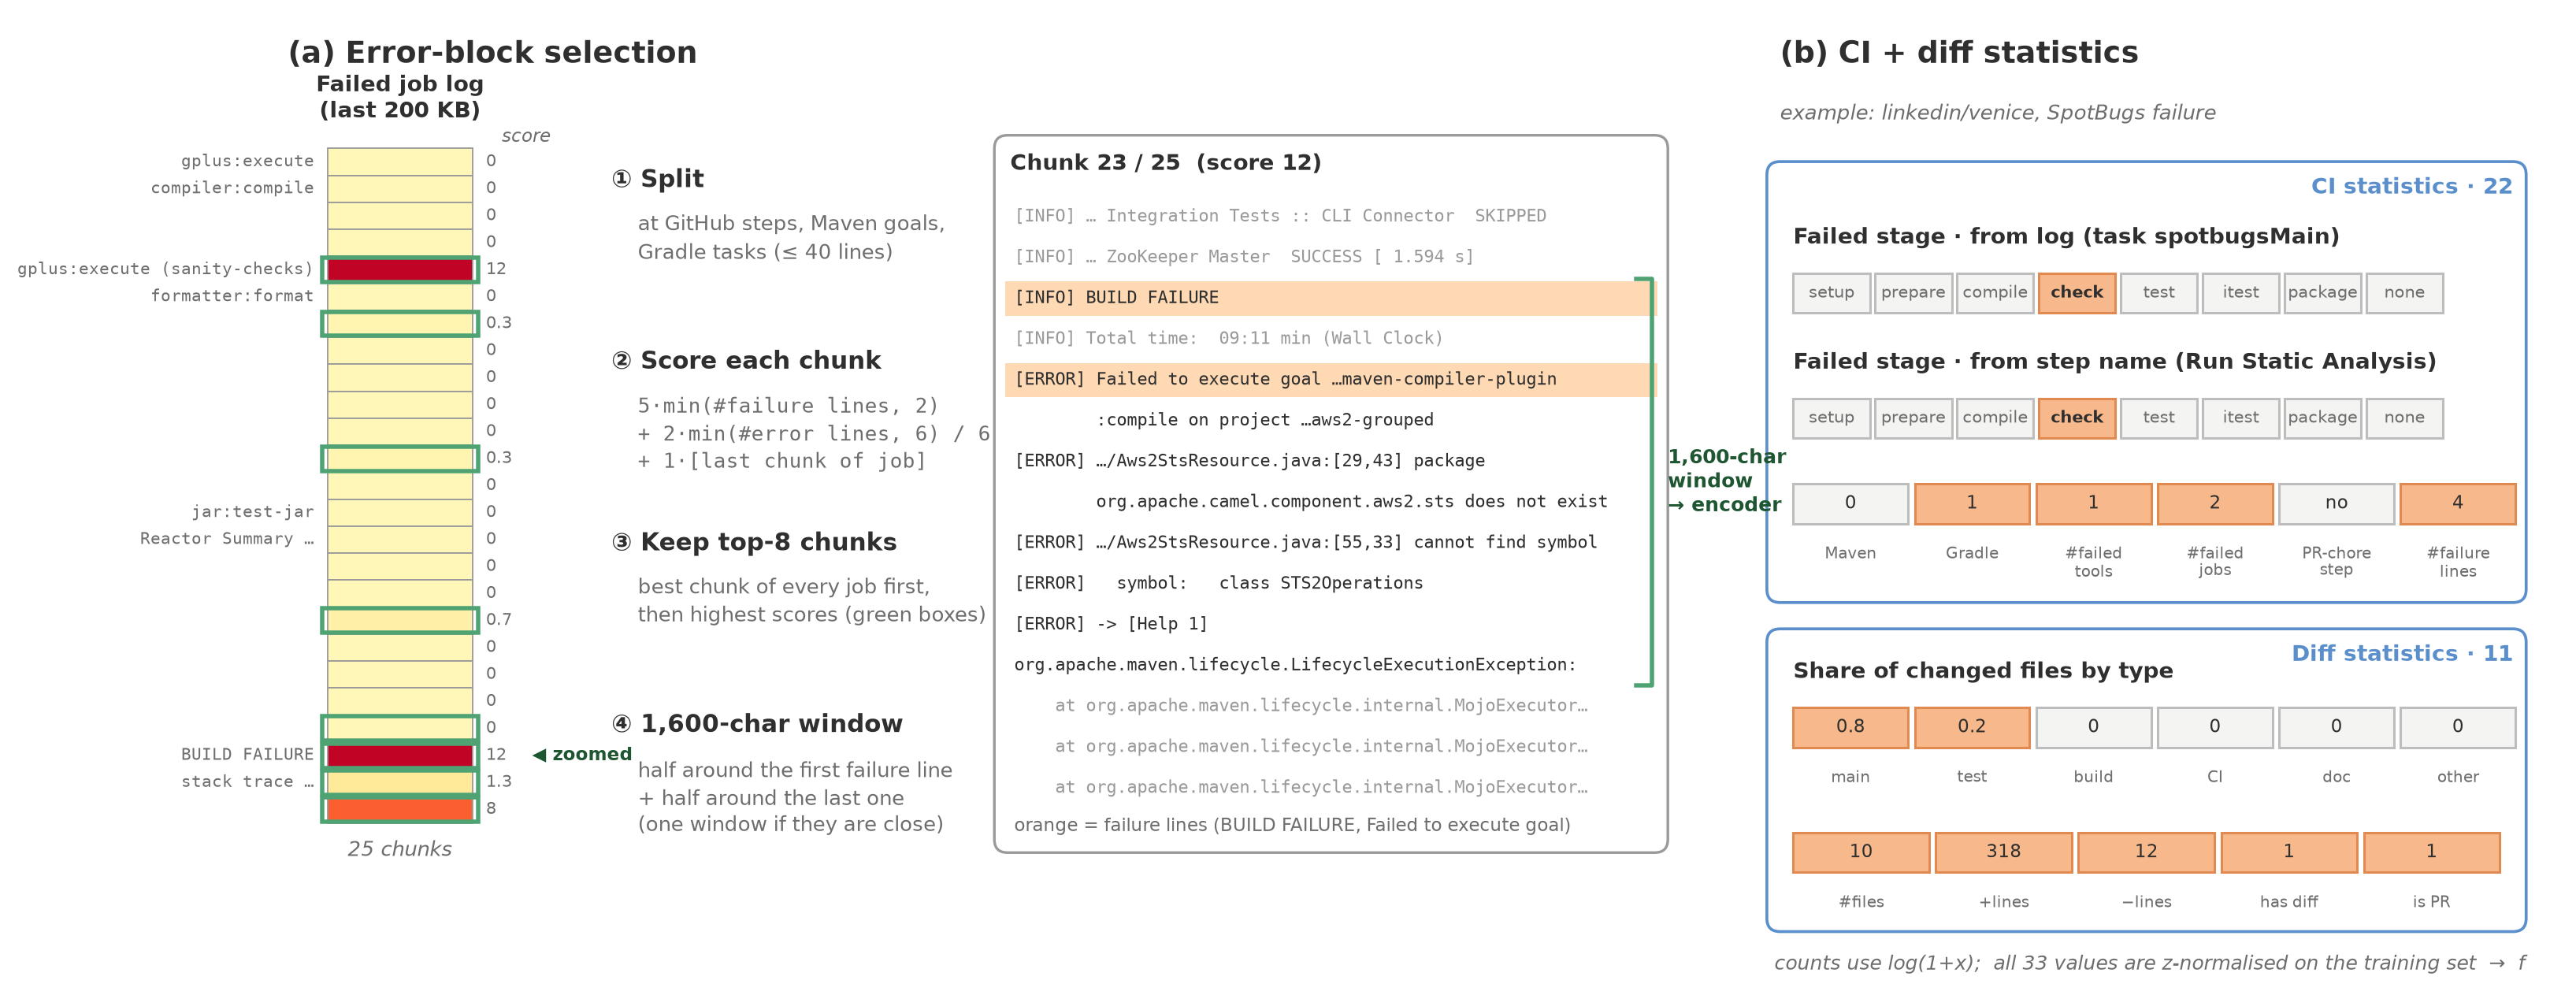 (a) Error-block selection
Failed job log
(last 200 KB)
score
gplus:execute 0
compiler:compile 0
0
0
gplus:execute (sanity-checks) 12
formatter:format 0
0.3
0
0
0
0
0.3
0
jar:test-jar 0
Reactor Summary … 0
0
0
0.7
0
0
0
0
BUILD FAILURE 12 ◀ zoomed
stack trace … 1.3
8
25 chunks
① Split
at GitHub steps, Maven goals,
Gradle tasks (≤ 40 lines)
② Score each chunk
5·min(#failure lines, 2)
+ 2·min(#error lines, 6) / 6
+ 1·[last chunk of job]
③ Keep top-8 chunks
best chunk of every job first,
then highest scores (green boxes)
④ 1,600-char window
half around the first failure line
+ half around the last one
(one window if they are close)
Chunk 23 / 25 (score 12)
[INFO] … Integration Tests :: CLI Connector SKIPPED
[INFO] … ZooKeeper Master SUCCESS [ 1.594 s]
[INFO] BUILD FAILURE
[INFO] Total time: 09:11 min (Wall Clock)
[ERROR] Failed to execute goal …maven-compiler-plugin
:compile on project …aws2-grouped
[ERROR] …/Aws2StsResource.java:[29,43] package
org.apache.camel.component.aws2.sts does not exist
[ERROR] …/Aws2StsResource.java:[55,33] cannot find symbol
[ERROR] symbol: class STS2Operations
[ERROR] -> [Help 1]
org.apache.maven.lifecycle.LifecycleExecutionException:
at org.apache.maven.lifecycle.internal.MojoExecutor…
at org.apache.maven.lifecycle.internal.MojoExecutor…
at org.apache.maven.lifecycle.internal.MojoExecutor…
orange = failure lines (BUILD FAILURE, Failed to execute goal)
1,600-char
window
→ encoder
(b) CI + diff statistics
example: linkedin/venice, SpotBugs failure
CI statistics · 22
Failed stage · from log (task spotbugsMain)
setup prepare compile check test itest package none
Failed stage · from step name (Run Static Analysis)
setup prepare compile check test itest package none
0 1 1 2 no 4
Maven Gradle #failed tools #failed jobs PR-chore step #failure lines
Diff statistics · 11
Share of changed files by type
0.8 0.2 0 0 0 0
main test build CI doc other
10 318 12 1 1
#files +lines −lines has diff is PR
counts use log(1+x); all 33 values are z-normalised on the training set → f